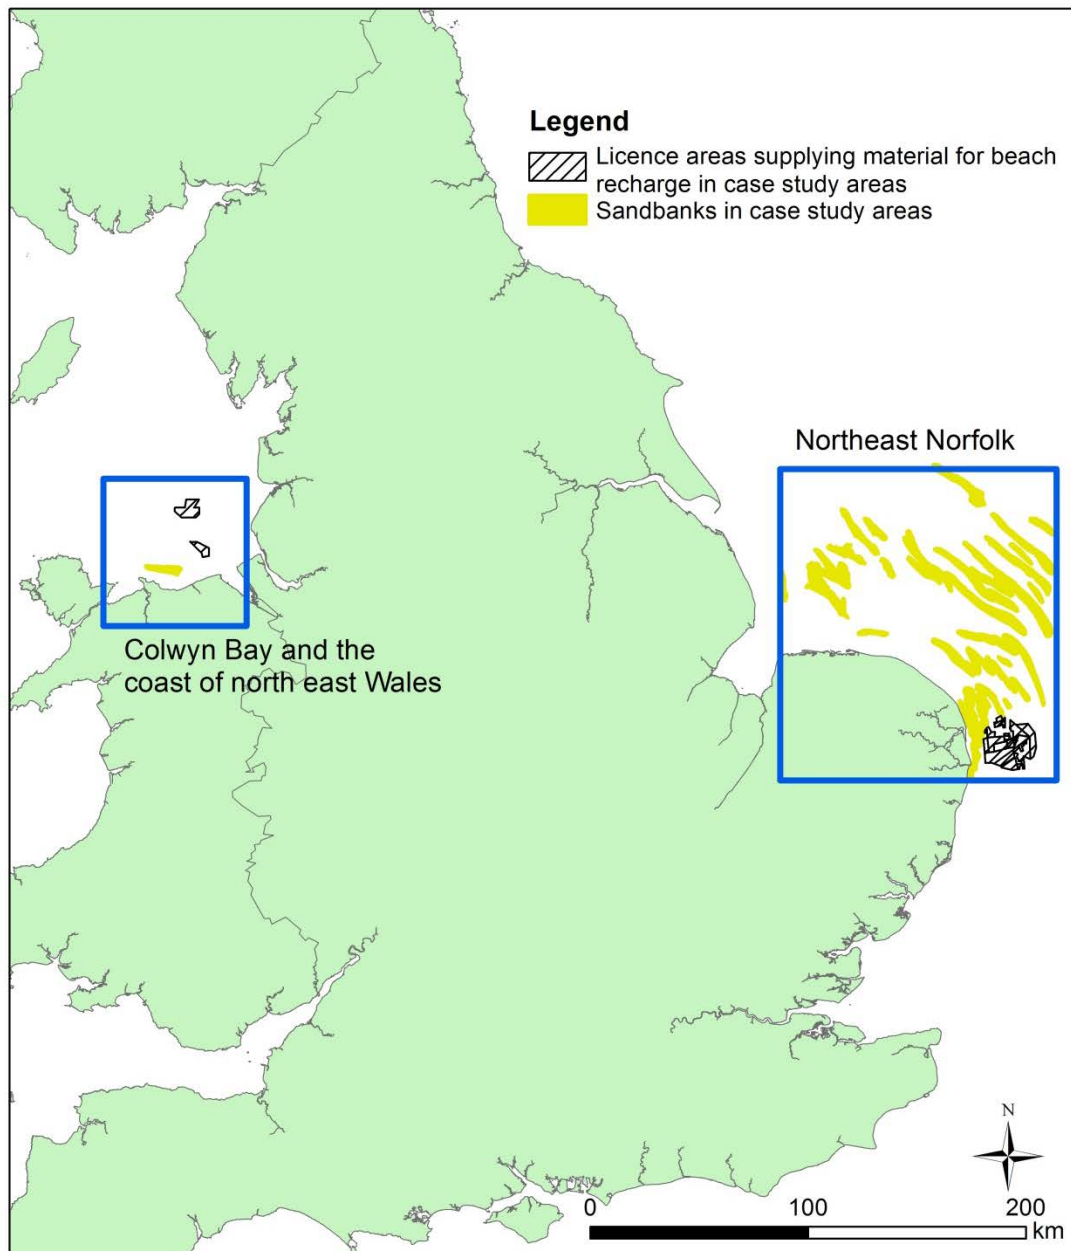 Legend
Licence areas supplying material for beach
recharge in case study areas
Sandbanks in case study areas
Northeast Norfolk
Colwyn Bay and the
coast of north east Wales
N
0 100 200
km